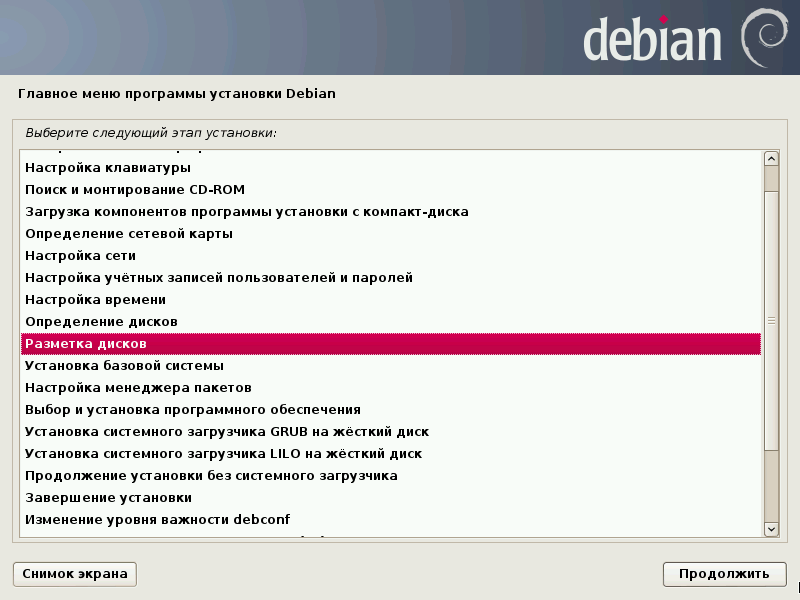 debian
Главное меню программы установки Debian
Выберите следующий этап установки:
Настройка клавиатуры
Поиск и монтирование CD-ROM
Загрузка компонентов программы установки с компакт-диска
Определение сетевой карты
Настройка сети
Настройка учётных записей пользователей и паролей
Настройка времени
Определение дисков
Разметка дисков
Установка базовой системы
Настройка менеджера пакетов
Выбор и установка программного обеспечения
Установка системного загрузчика GRUB на жёсткий диск
Установка системного загрузчика LILO на жёсткий диск
Продолжение установки без системного загрузчика
Завершение установки
Изменение уровня важности debconf
Снимок экрана
Продолжить